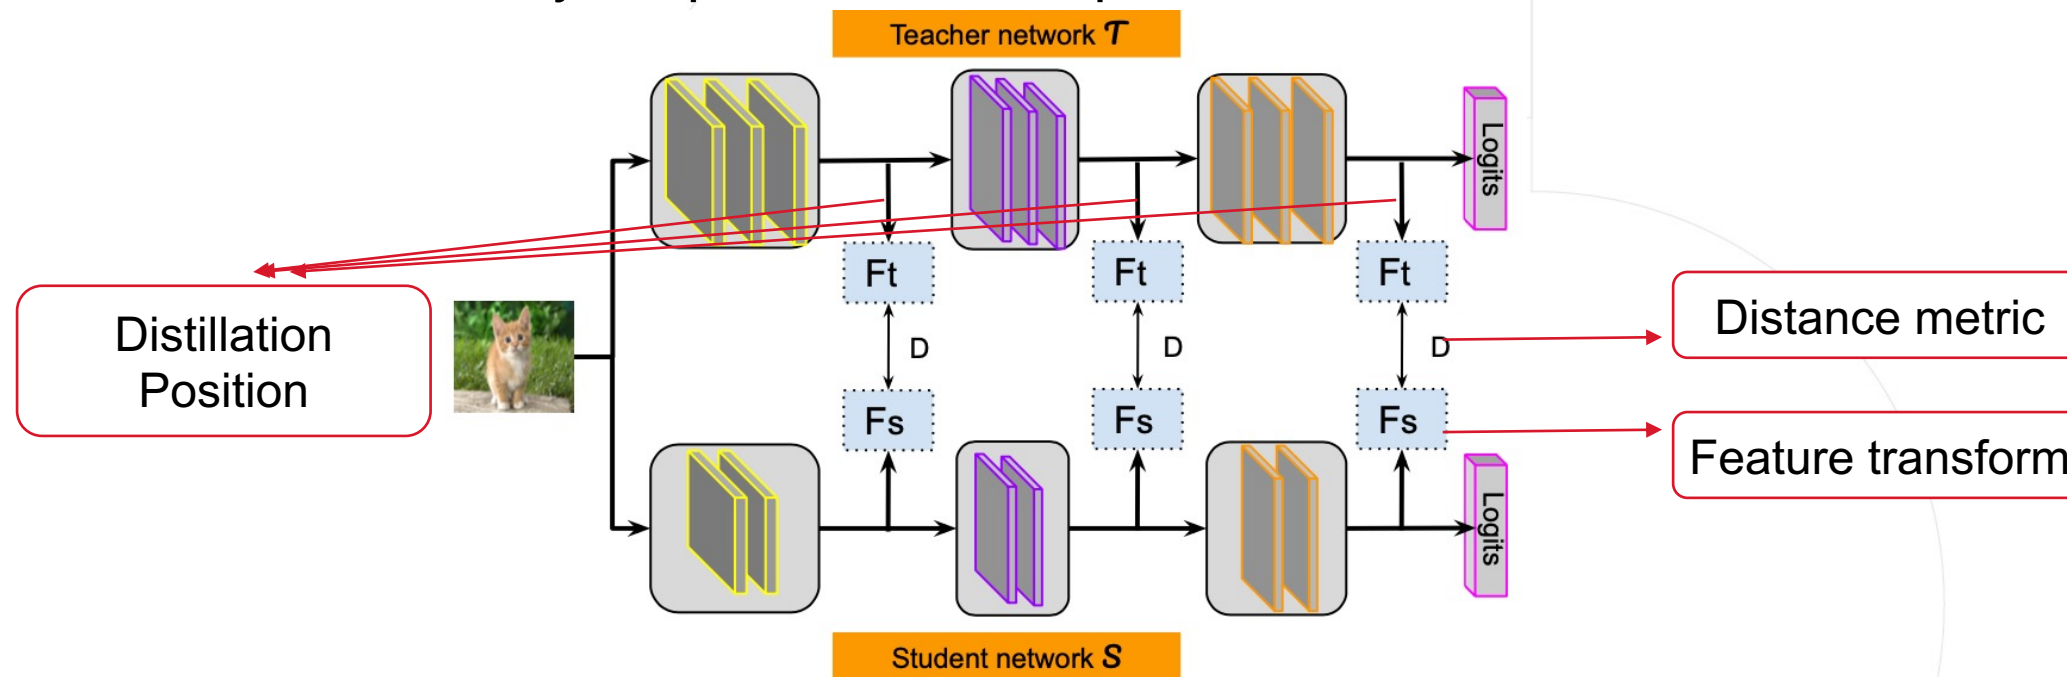 Teacher network 𝒯
Logits
Ft
Ft
Ft
Distillation
Position
D
D
D
Distance metric
Fs
Fs
Fs
Feature transform
Logits
Student network S